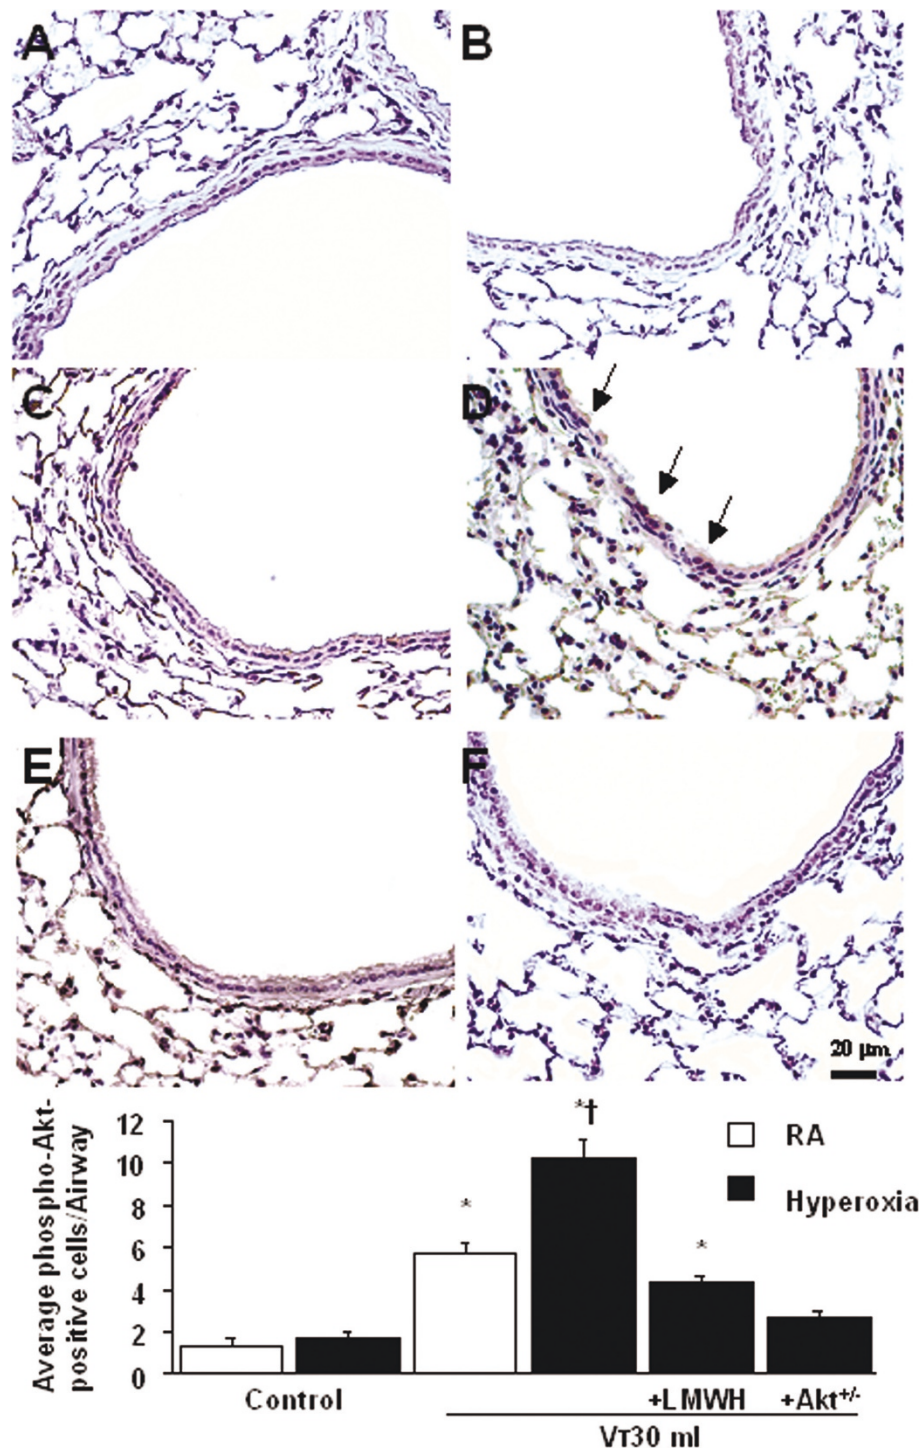 A
B
C
D
E
F
20 µm
Average phospho-Akt-
positive cells/Airway
12
10
8
6
4
2
0
*
*†
*
RA
Hyperoxia
Control
+LMWH
+Akt+/-
VT30 ml